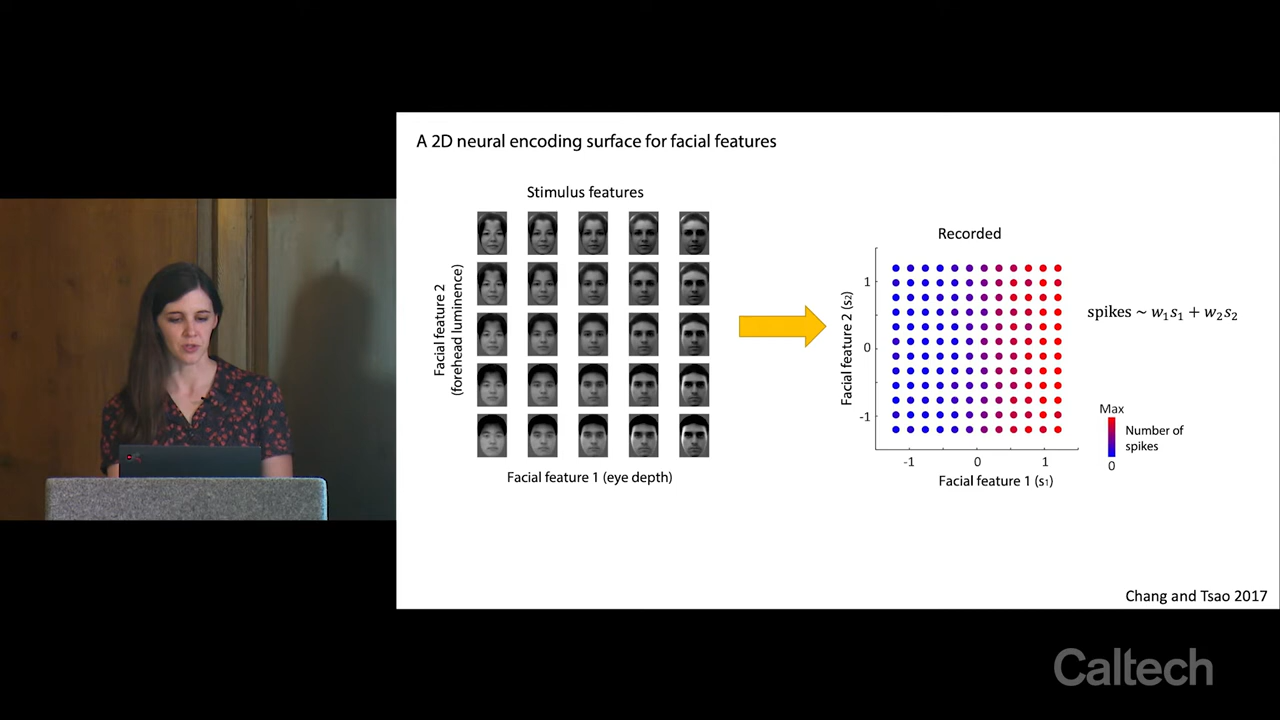 A 2D neural encoding surface for facial features
Stimulus features
Facial feature 2
(forehead luminence)
Facial feature 1 (eye depth)
Recorded
Facial feature 2 (s₂)
1
0
-1
-1 0 1
Facial feature 1 (s₁)
spikes ~ w₁s₁ + w₂s₂
Max
Number of
spikes
0
Chang and Tsao 2017
Caltech